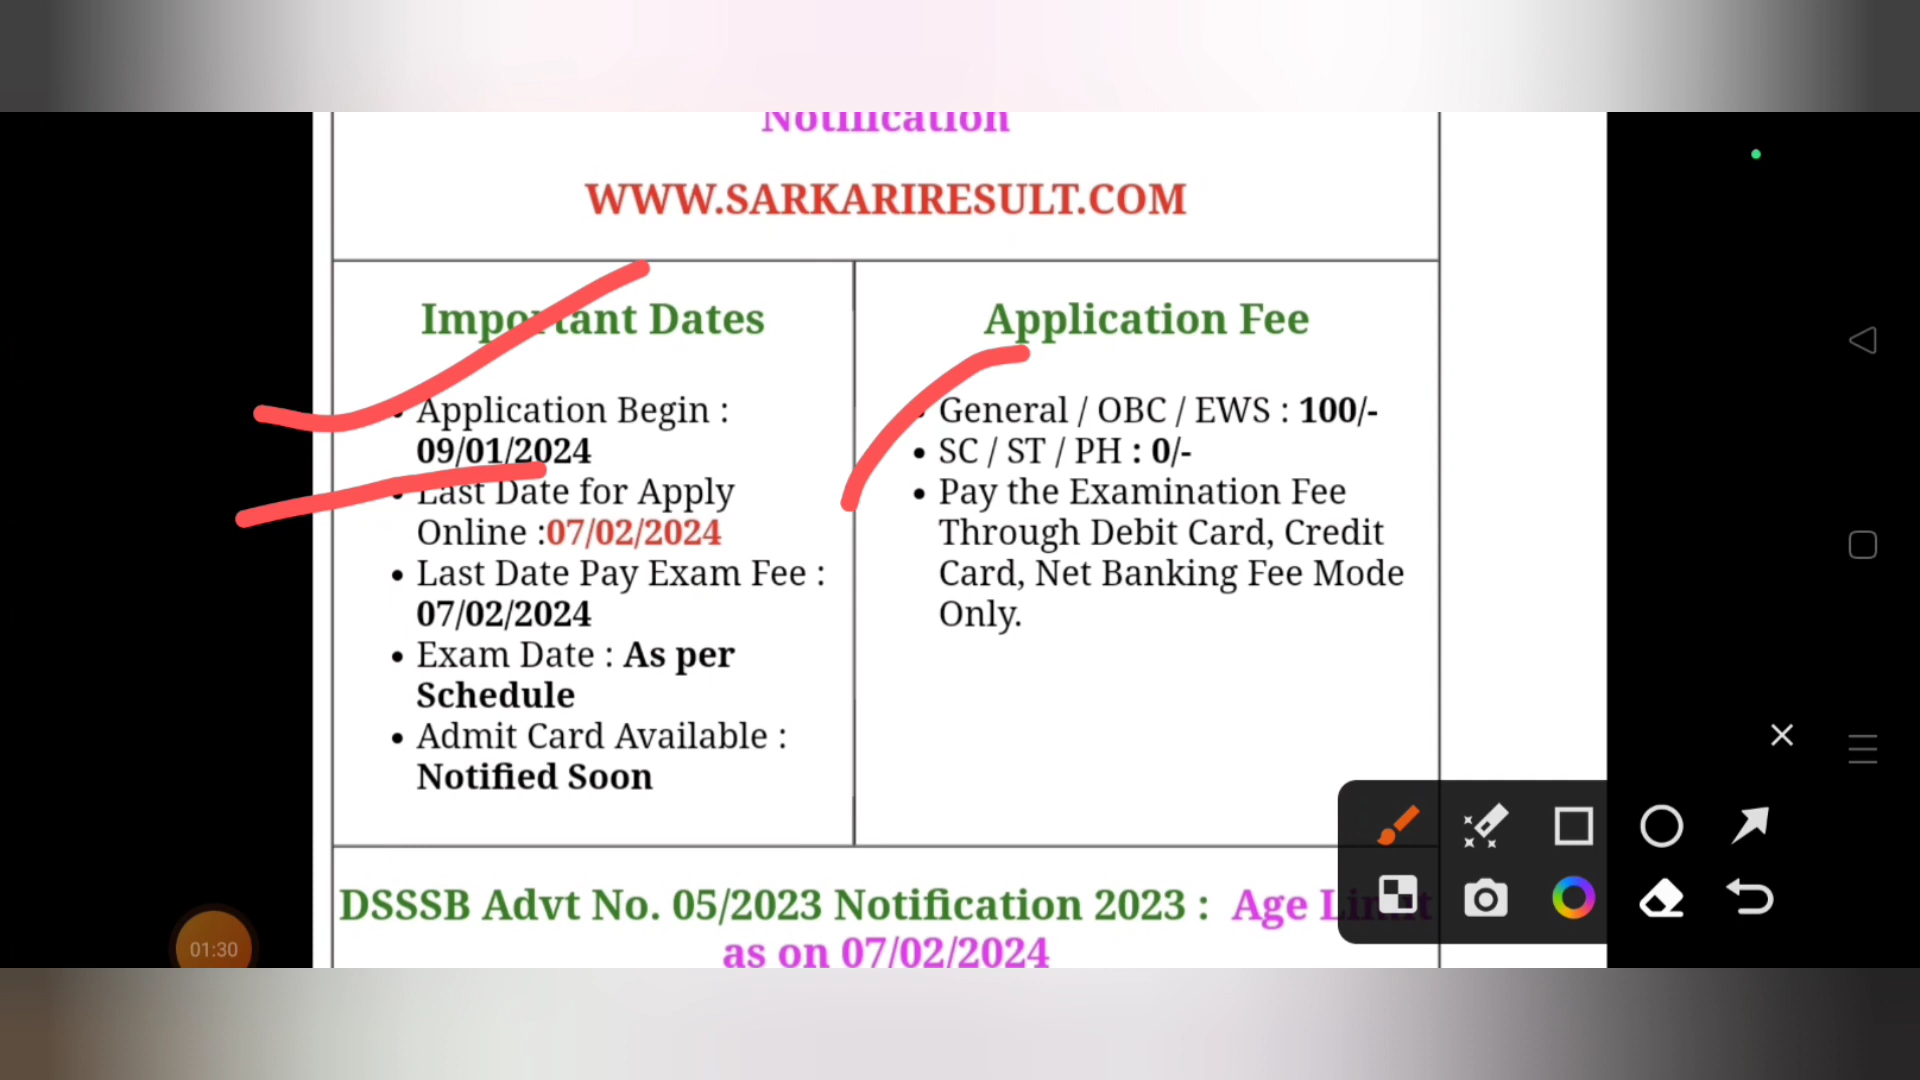 Notification
WWW.SARKARIRESULT.COM
Important Dates
• Application Begin :
09/01/2024
• Last Date for Apply
Online :07/02/2024
• Last Date Pay Exam Fee :
07/02/2024
• Exam Date : As per
Schedule
• Admit Card Available :
Notified Soon
Application Fee
• General / OBC / EWS : 100/-
• SC / ST / PH : 0/-
• Pay the Examination Fee
Through Debit Card, Credit
Card, Net Banking Fee Mode
Only.
DSSSB Advt No. 05/2023 Notification 2023 : Age Limit
as on 07/02/2024
01:30